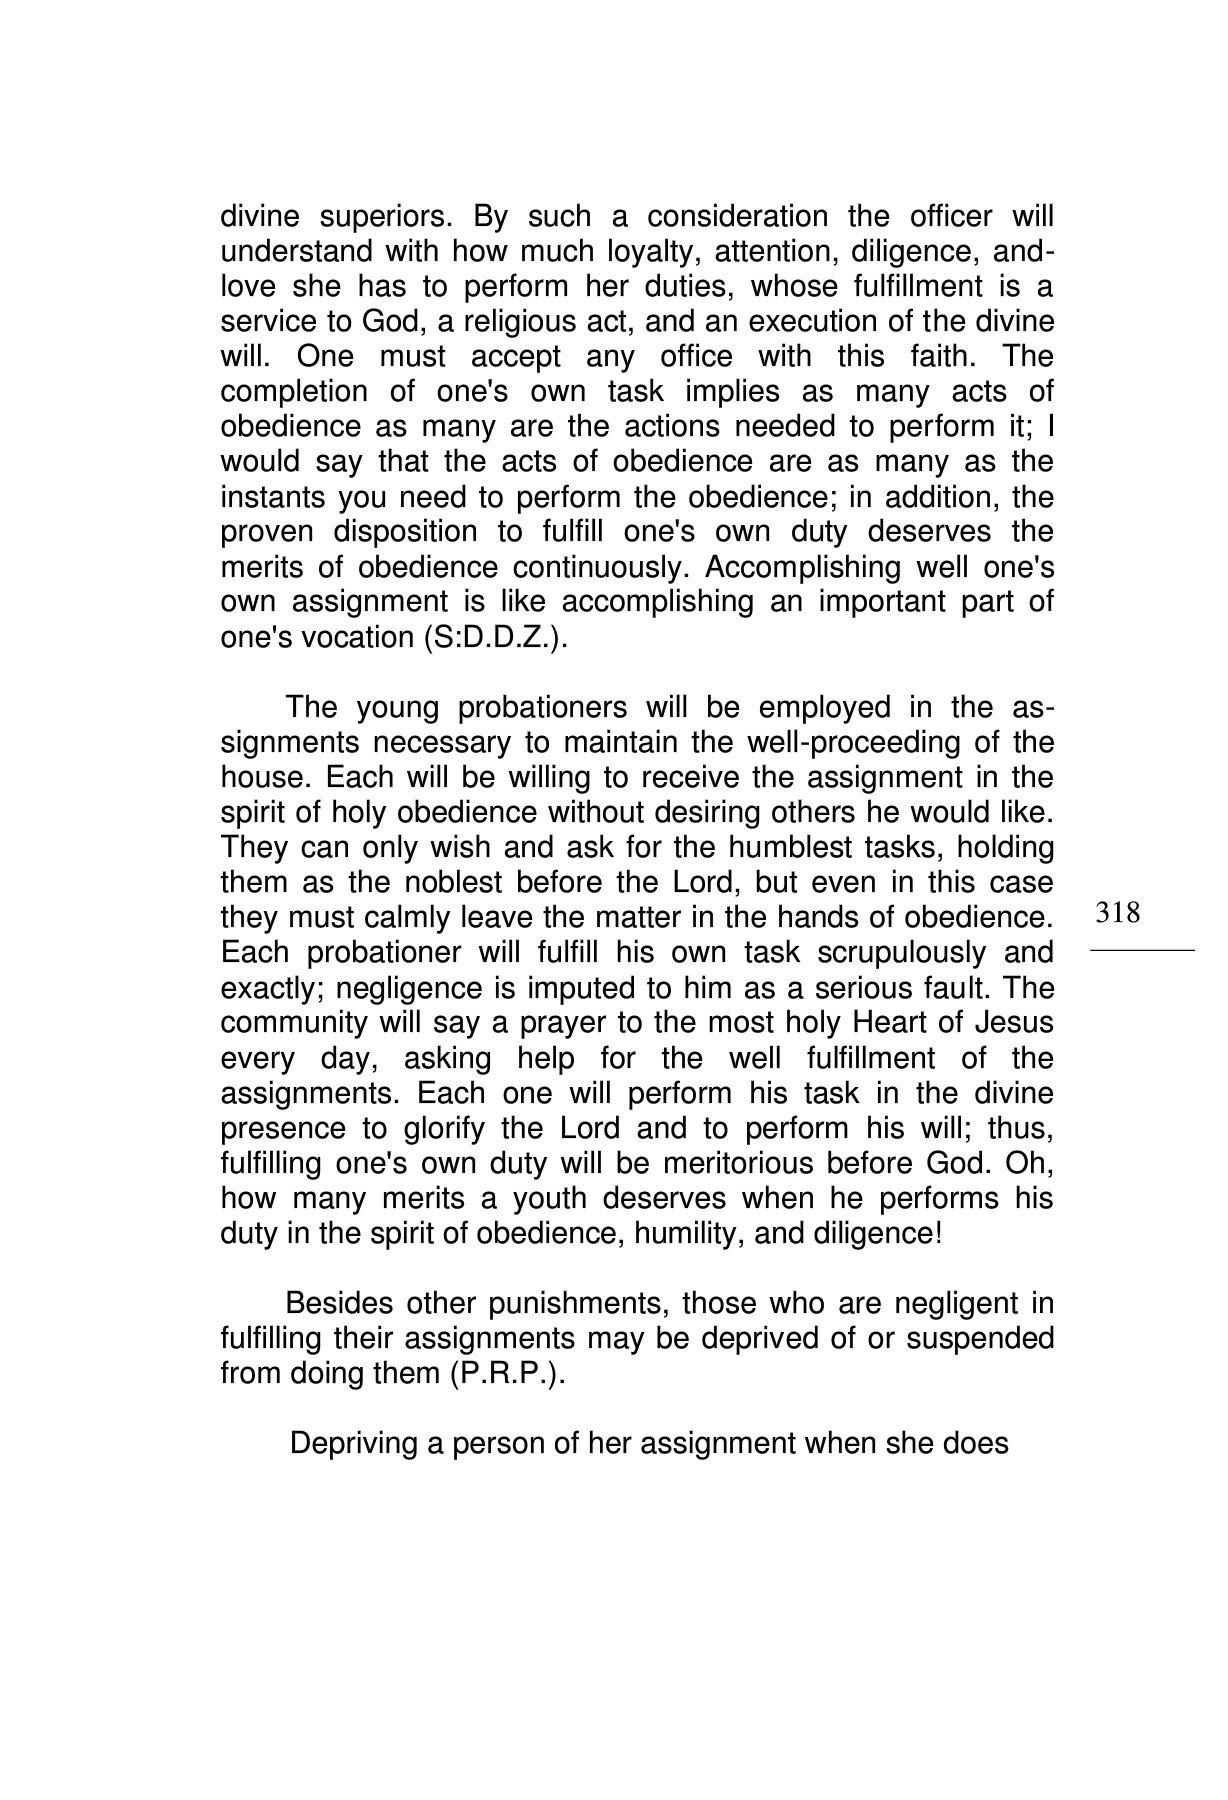 divine superiors. By such a consideration the officer will
understand with how much loyalty, attention, diligence, and-
love she has to perform her duties, whose fulfillment is a
service to God, a religious act, and an execution of the divine
will. One must accept any office with this faith. The
completion of one's own task implies as many acts of
obedience as many are the actions needed to perform it; I
would say that the acts of obedience are as many as the
instants you need to perform the obedience; in addition, the
proven disposition to fulfill one's own duty deserves the
merits of obedience continuously. Accomplishing well one's
own assignment is like accomplishing an important part of
one's vocation (S:D.D.Z.).
The young probationers will be employed in the as-
signments necessary to maintain the well-proceeding of the
house. Each will be willing to receive the assignment in the
spirit of holy obedience without desiring others he would like.
They can only wish and ask for the humblest tasks, holding
them as the noblest before the Lord, but even in this case
they must calmly leave the matter in the hands of obedience.
Each probationer will fulfill his own task scrupulously and
exactly; negligence is imputed to him as a serious fault. The
community will say a prayer to the most holy Heart of Jesus
every day, asking help for the well fulfillment of the
assignments. Each one will perform his task in the divine
presence to glorify the Lord and to perform his will; thus,
fulfilling one's own duty will be meritorious before God. Oh,
how many merits a youth deserves when he performs his
duty in the spirit of obedience, humility, and diligence!
Besides other punishments, those who are negligent in
fulfilling their assignments may be deprived of or suspended
from doing them (P.R.P.).
Depriving a person of her assignment when she does
318